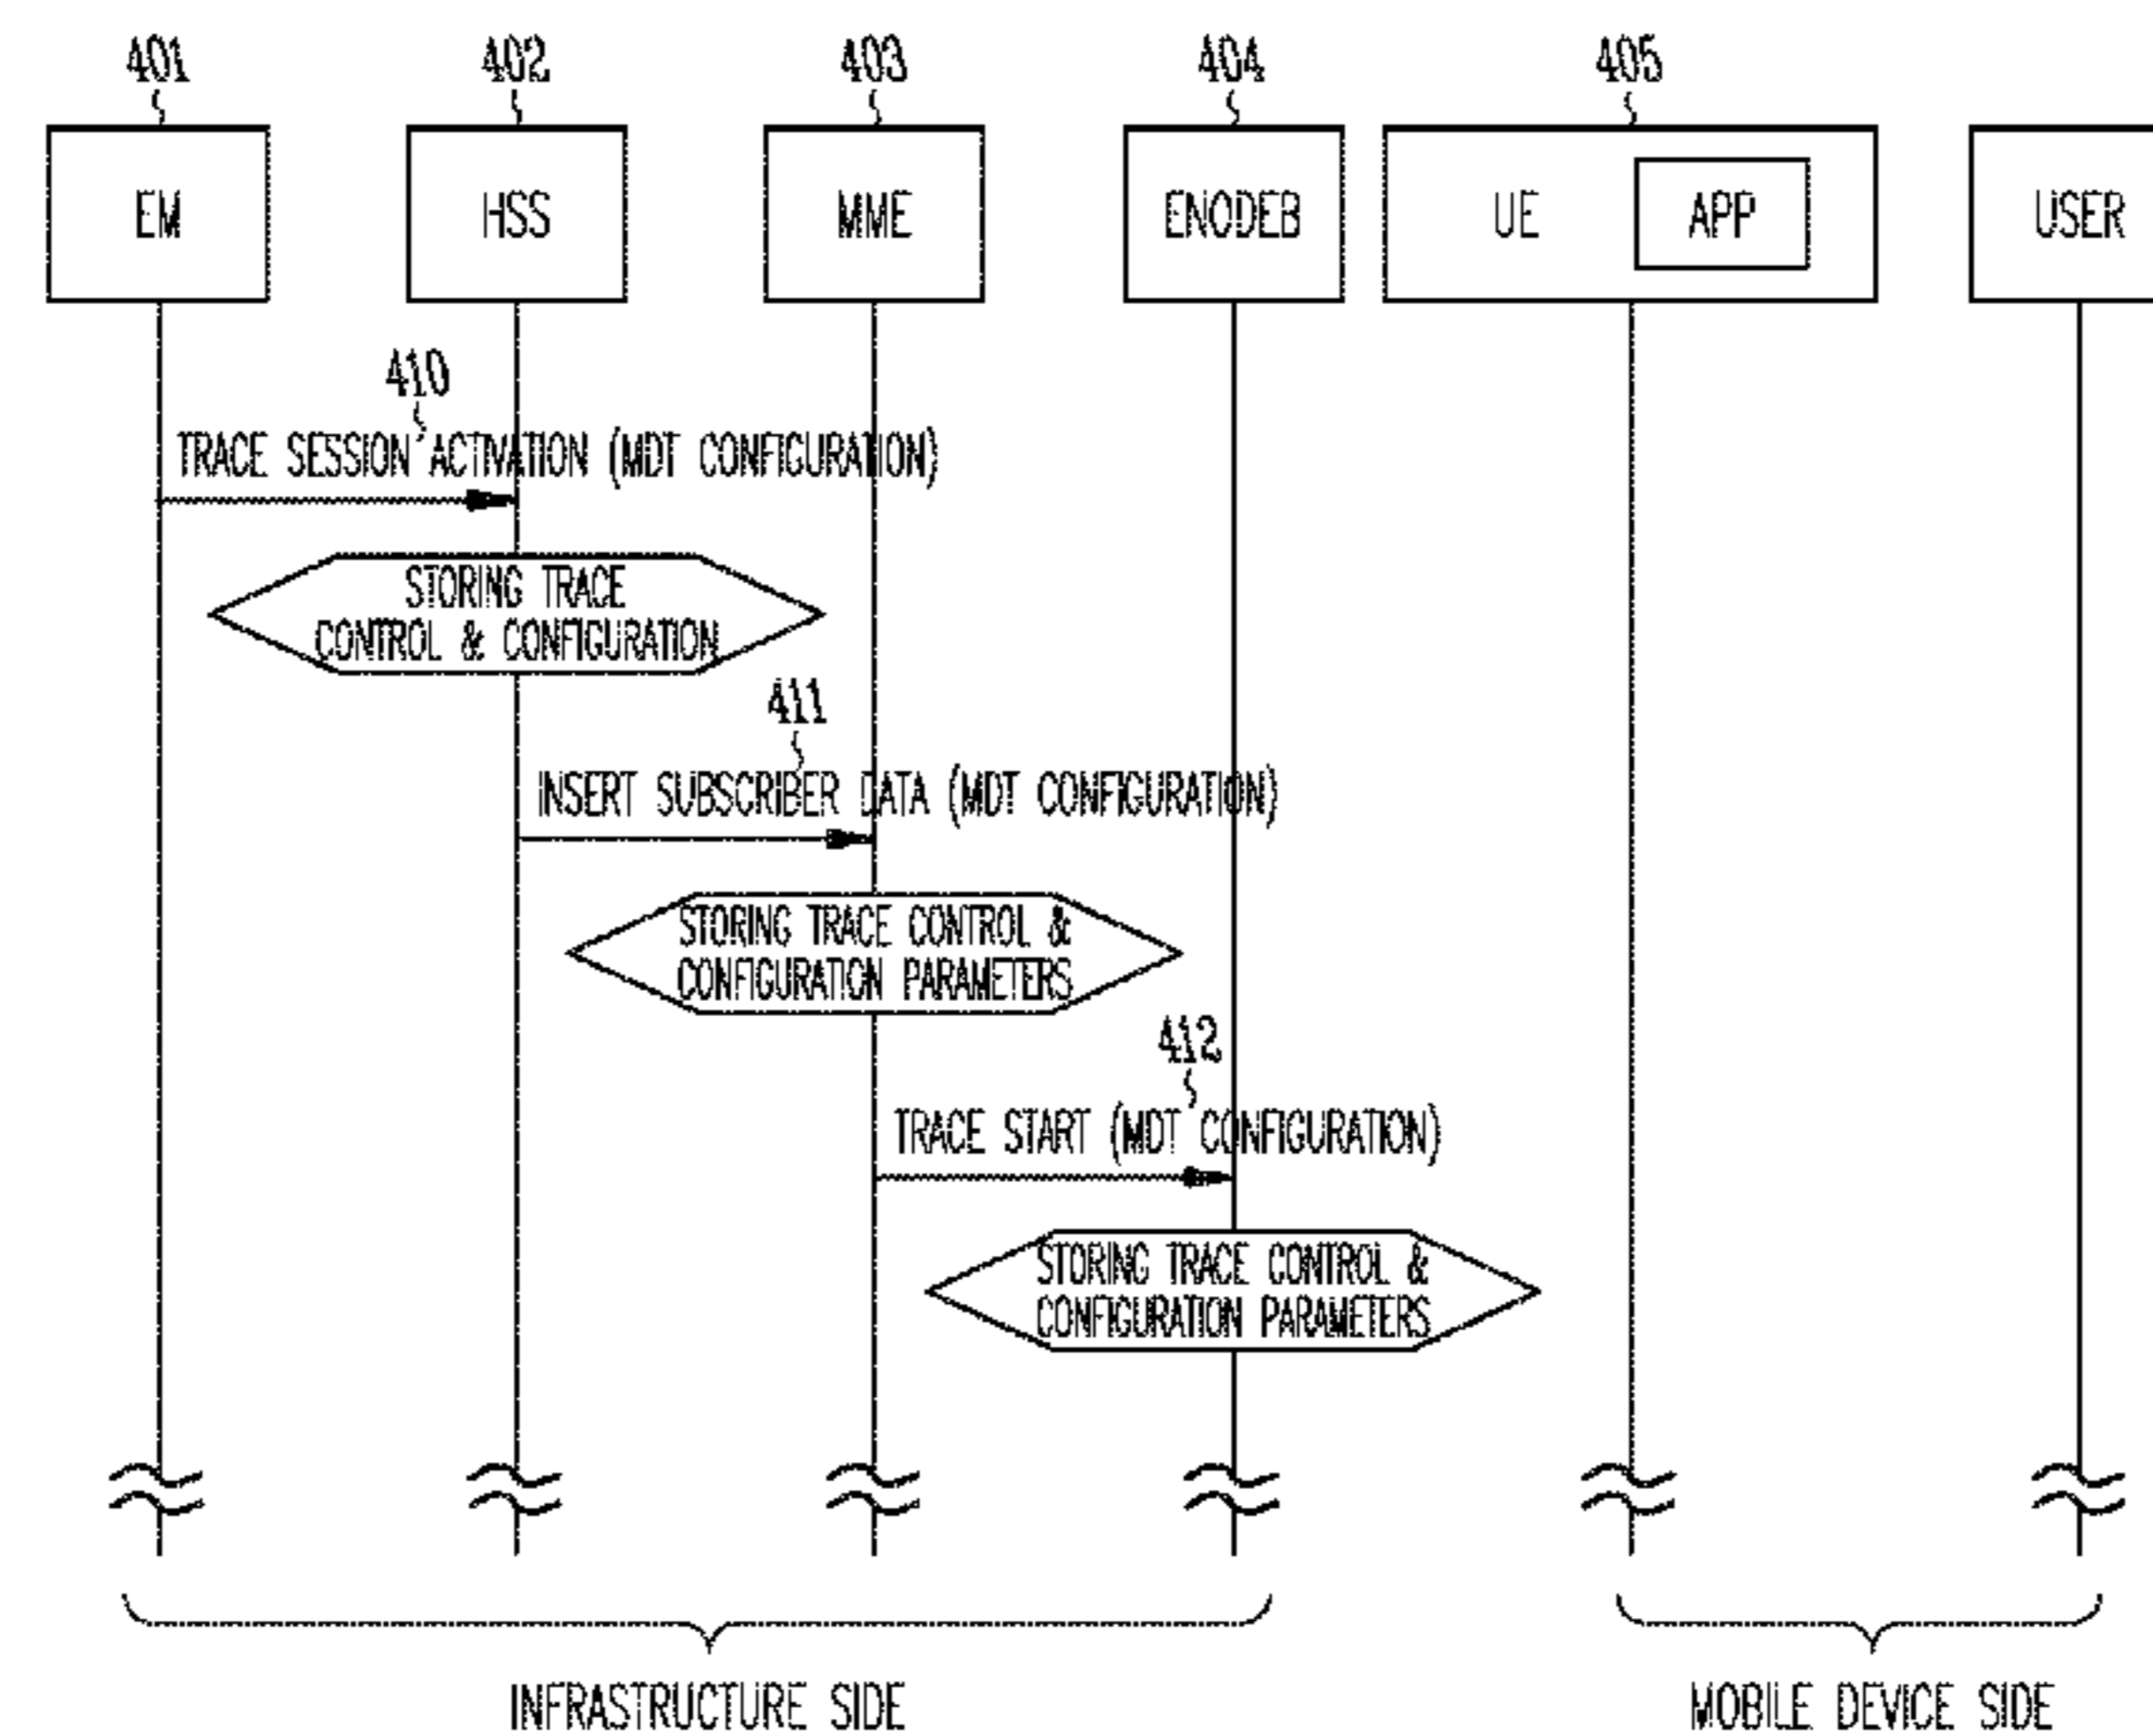 401 402 403 404 405
EM HSS MME ENODEB UE APP USER
410
TRACE SESSION ACTIVATION (MDT CONFIGURATION)
STORING TRACE
CONTROL & CONFIGURATION
411
INSERT SUBSCRIBER DATA (MDT CONFIGURATION)
STORING TRACE CONTROL &
CONFIGURATION PARAMETERS
412
TRACE START (MDT CONFIGURATION)
STORING TRACE CONTROL &
CONFIGURATION PARAMETERS
INFRASTRUCTURE SIDE MOBILE DEVICE SIDE